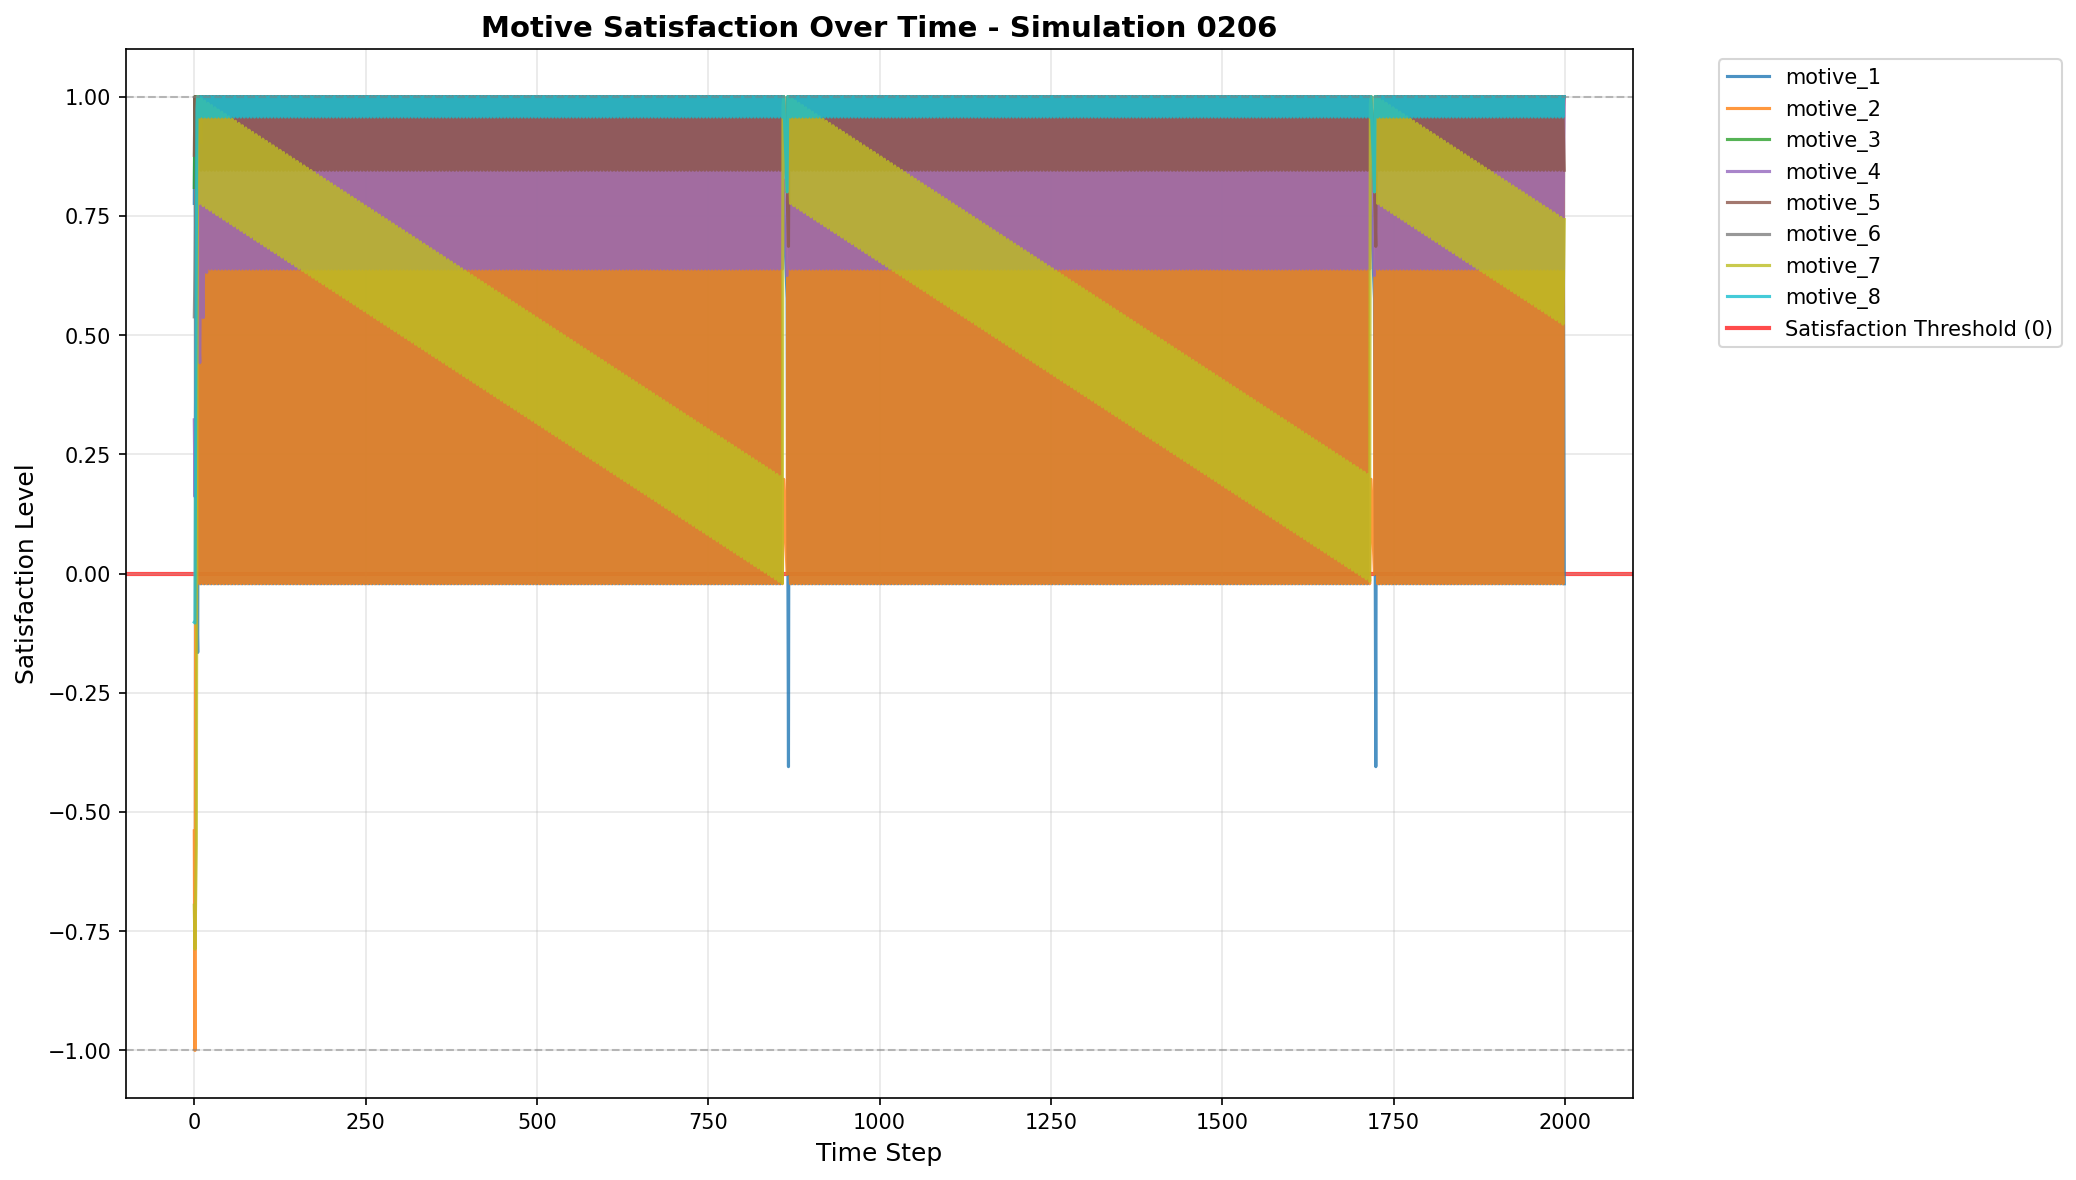 Motive Satisfaction Over Time - Simulation 0206
1.00
0.75
0.50
0.25
0.00
−0.25
−0.50
−0.75
−1.00
Satisfaction Level
0 250 500 750 1000 1250 1500 1750 2000
Time Step
motive_1
motive_2
motive_3
motive_4
motive_5
motive_6
motive_7
motive_8
Satisfaction Threshold (0)